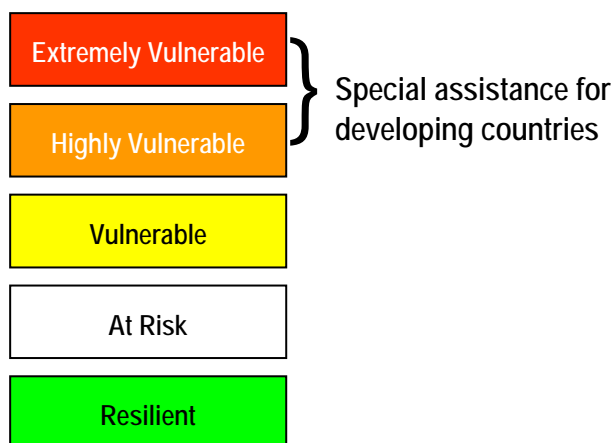 Extremely Vulnerable
Special assistance for
developing countries
Highly Vulnerable
Vulnerable
At Risk
Resilient